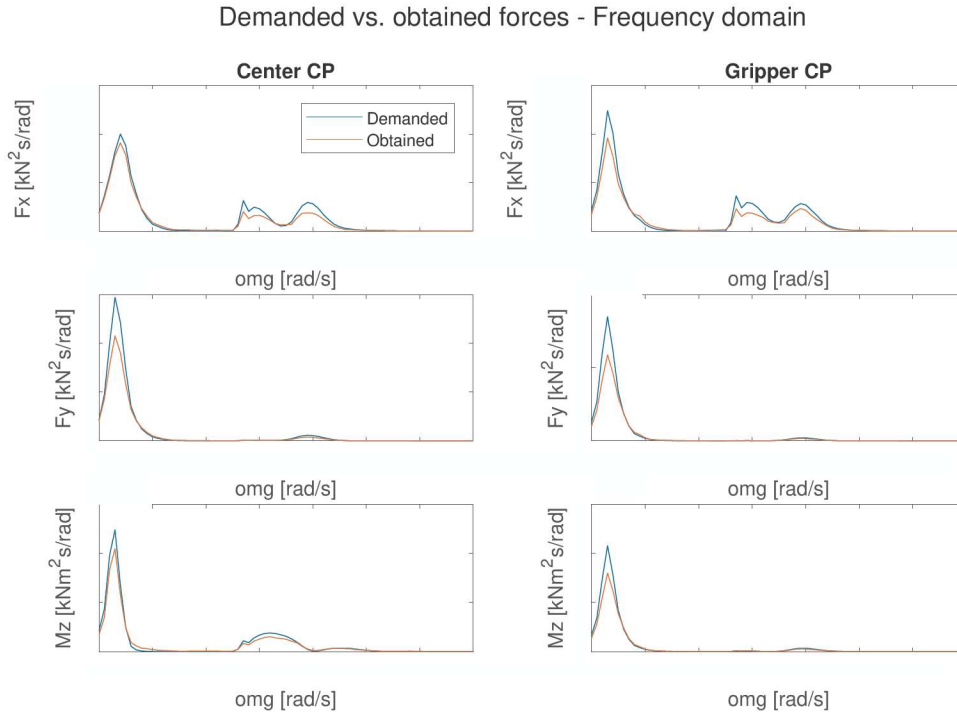 Demanded vs. obtained forces - Frequency domain
Center CP
Gripper CP
Fx [kN²s/rad]
Demanded
Obtained
Fx [kN²s/rad]
omg [rad/s]
omg [rad/s]
Fy [kN²s/rad]
Fy [kN²s/rad]
omg [rad/s]
omg [rad/s]
Mz [kNm²s/rad]
Mz [kNm²s/rad]
omg [rad/s]
omg [rad/s]